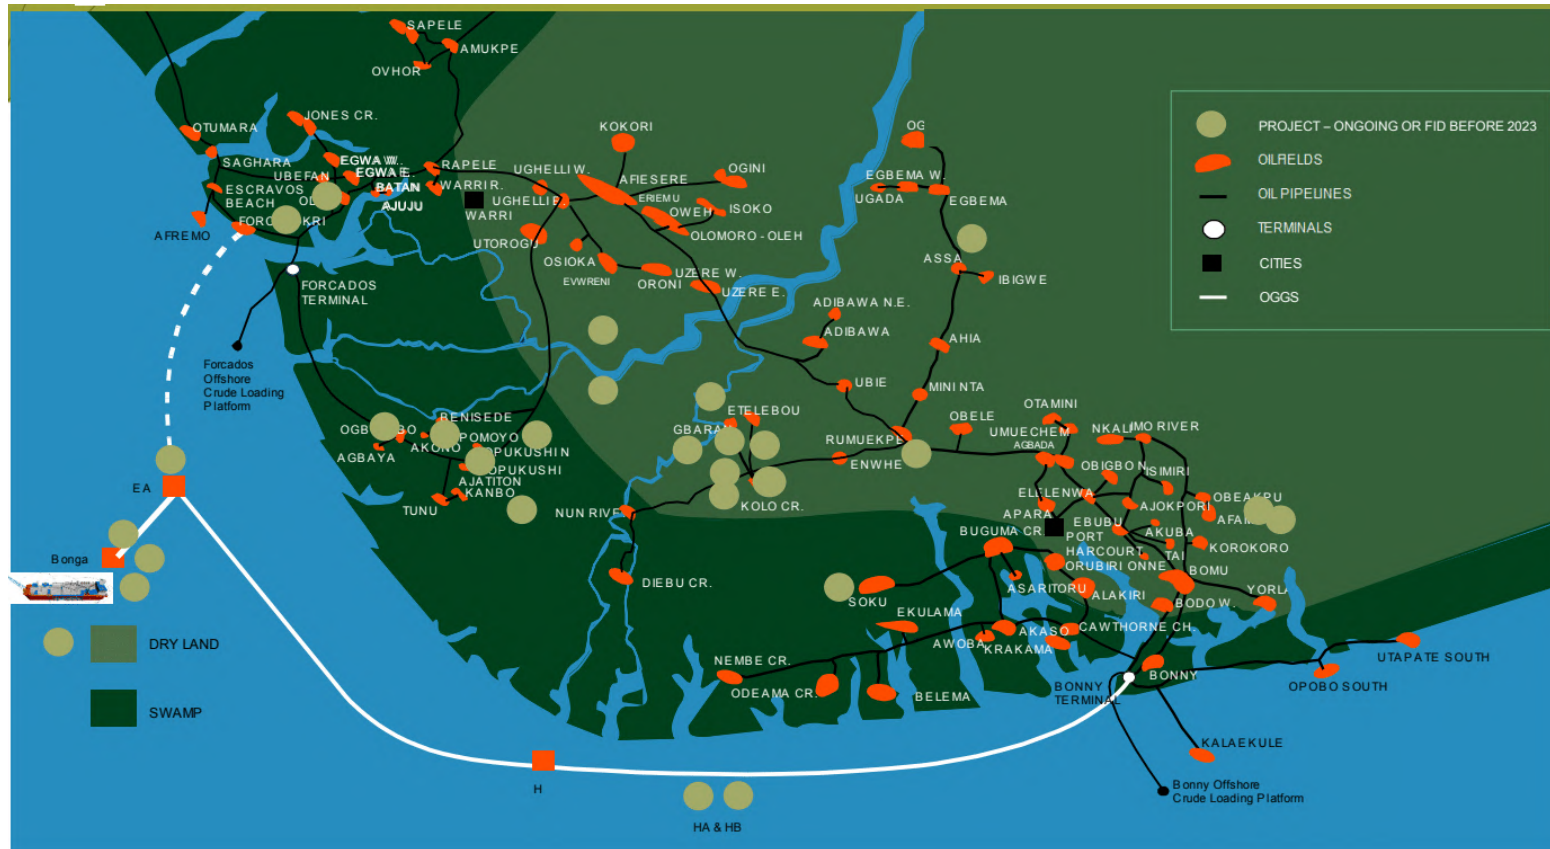 SAPELE
AMUKPE
OVHOR
JONES CR.
OTUMARA
SAGHARA
EGWA W.
EGWA E.
UBEFAN
ESCRAVOS
BEACH
BATAN
AJUJU
AFREMO
RAPELE
WARRI R.
WARRI
UGHELLI W.
UGHELLI E.
UTOROGU
KOKORI
AFIESERE
ERIEMU
OGINI
OWEH
ISOKO
OLOMORO - OLEH
OSIOKA
EVWRENI
ORONI
UZERE W.
UZERE E.
OG
EGBEMA W.
UGADA
EGBEMA
ASSA
IBIGWE
ADIBAWA N.E.
ADIBAWA
AHIA
UBIE
MININTA
PROJECT – ONGOING OR FID BEFORE 2023
OILFIELDS
OIL PIPELINES
TERMINALS
CITIES
OGGS
FORCADOS
TERMINAL
Forcados
Offshore
Crude Loading
Platform
BENISEDE
AGBAYA
AKONO
OPOMOYO
OPUKUSHI N
OPUKUSHI
AJATITON
KANBO
TUNU
ETELEBOU
KOLO CR.
NUN RIVE
DIEBU CR.
RUMUEKPE
ENWHE
OBELE
OTAMINI
UMUECHEM
AGBADA
NKALI
IMO RIVER
OBIGBO N
ISIMIRI
ELELENWA
APARA
AJOKPORI
OBEAKPU
AFAM
EBUBU
PORT
HARCOURT
AKUBA
TAI
KOROKORO
BUGUMA CR.
ORUBIRI
ONNE
BOMU
ASARITORU
ALAKIRI
BODO W.
YORLA
SOKU
EKULAMA
AWOBA
AKASO
KRAKAMA
CAWTHORNE CH.
NEMBE CR.
ODEAMA CR.
BELEMA
BONNY
TERMINAL
BONNY
UTAPATE SOUTH
OPOBO SOUTH
KALAEKULE
Bonny Offshore
Crude Loading Platform
EA
Bonga
DRY LAND
SWAMP
H
HA & HB